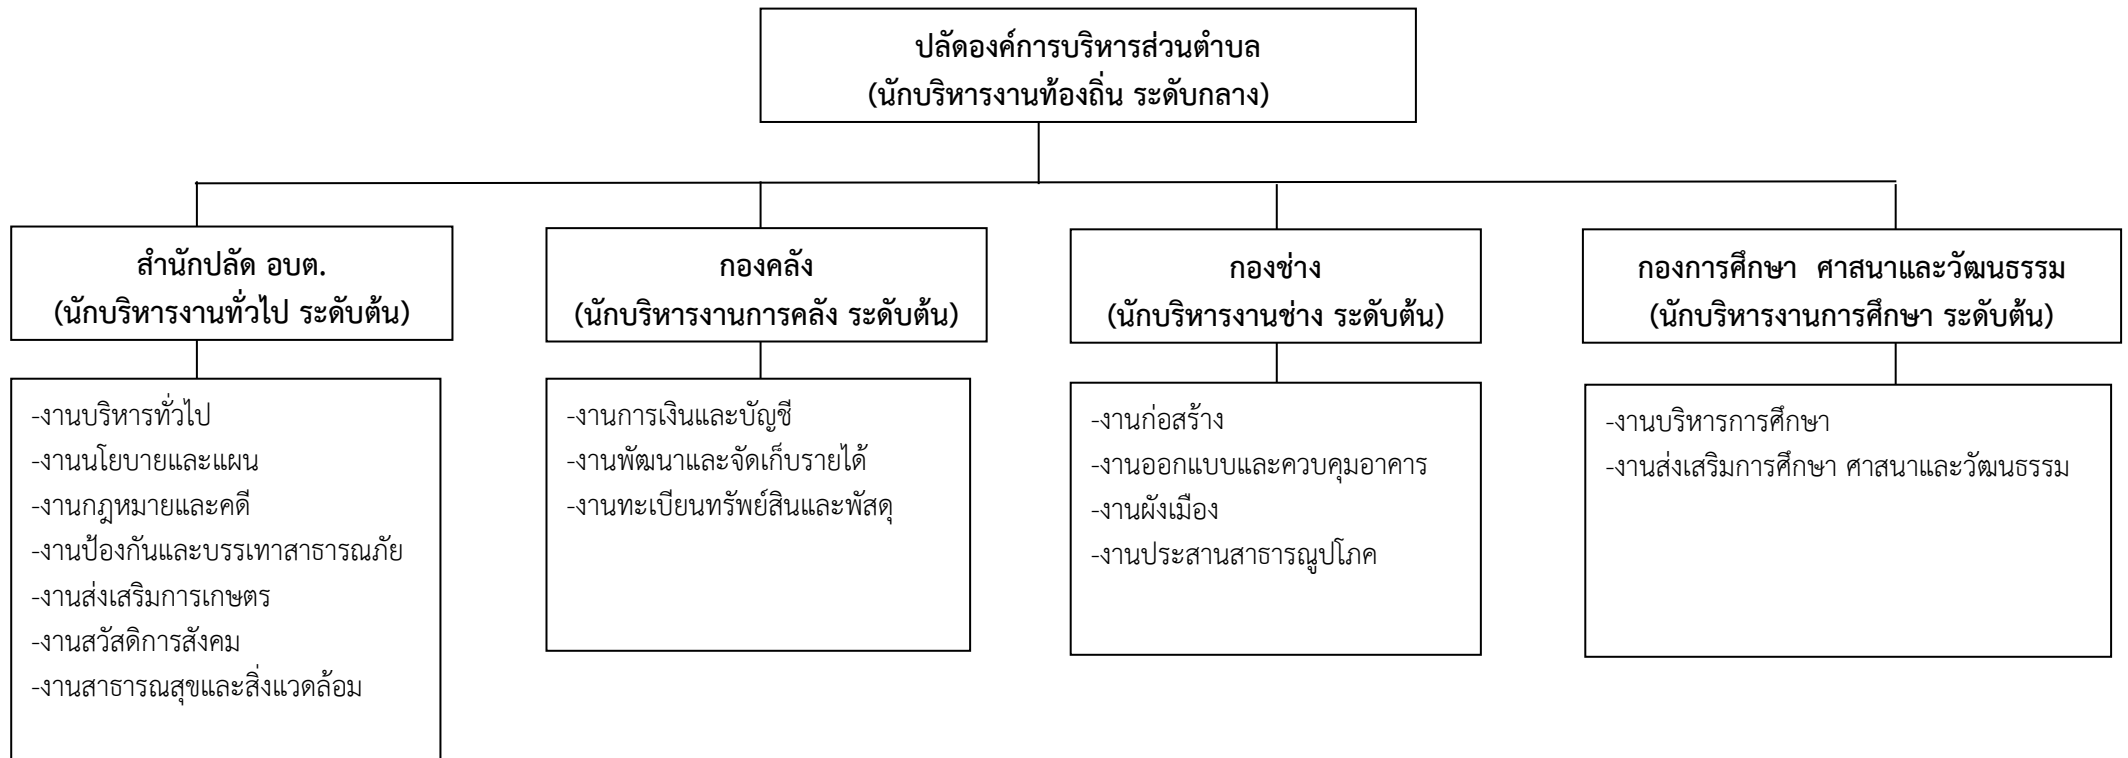 ปลัดองค์การบริหารส่วนตำบล
(นักบริหารงานท้องถิ่น ระดับกลาง)
สำนักปลัด อบต.
(นักบริหารงานทั่วไป ระดับต้น)
-งานบริหารทั่วไป
-งานนโยบายและแผน
-งานกฎหมายและคดี
-งานป้องกันและบรรเทาสาธารณภัย
-งานส่งเสริมการเกษตร
-งานสวัสดิการสังคม
-งานสาธารณสุขและสิ่งแวดล้อม
กองคลัง
(นักบริหารงานการคลัง ระดับต้น)
-งานการเงินและบัญชี
-งานพัฒนาและจัดเก็บรายได้
-งานทะเบียนทรัพย์สินและพัสดุ
กองช่าง
(นักบริหารงานช่าง ระดับต้น)
-งานก่อสร้าง
-งานออกแบบและควบคุมอาคาร
-งานผังเมือง
-งานประสานสาธารณูปโภค
กองการศึกษา ศาสนาและวัฒนธรรม
(นักบริหารงานการศึกษา ระดับต้น)
-งานบริหารการศึกษา
-งานส่งเสริมการศึกษา ศาสนาและวัฒนธรรม